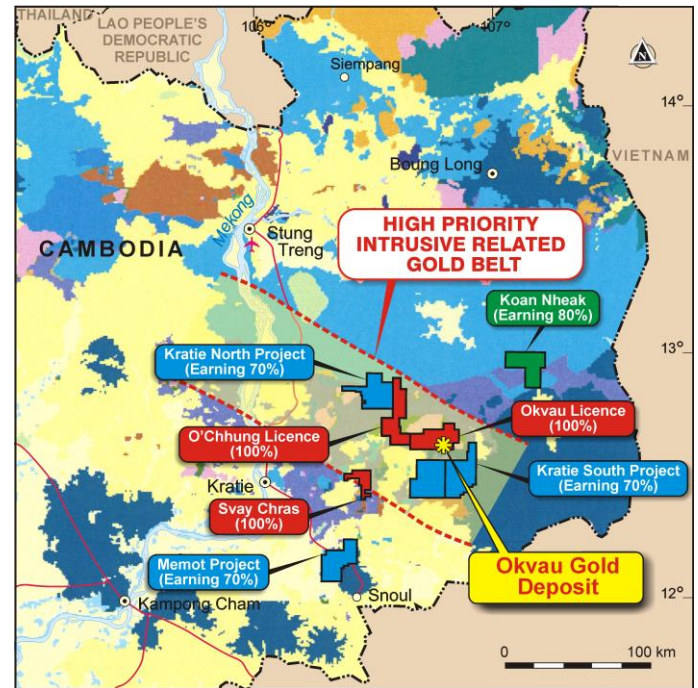 THAILAND
LAO PEOPLE'S
DEMOCRATIC
REPUBLIC
106°
107°
N
Siempang
14°
VIETNAM
Boung Long
Mekong
Stung
Treng
CAMBODIA
HIGH PRIORITY
INTRUSIVE RELATED
GOLD BELT
Koan Nheak
(Earning 80%)
13°
Kratie North Project
(Earning 70%)
O'Chhung Licence
(100%)
Okvau Licence
(100%)
Kratie South Project
(Earning 70%)
Kratie
Svay Chras
(100%)
Memot Project
(Earning 70%)
Okvau Gold
Deposit
Kampong Cham
Snoul
12°
0
100 km